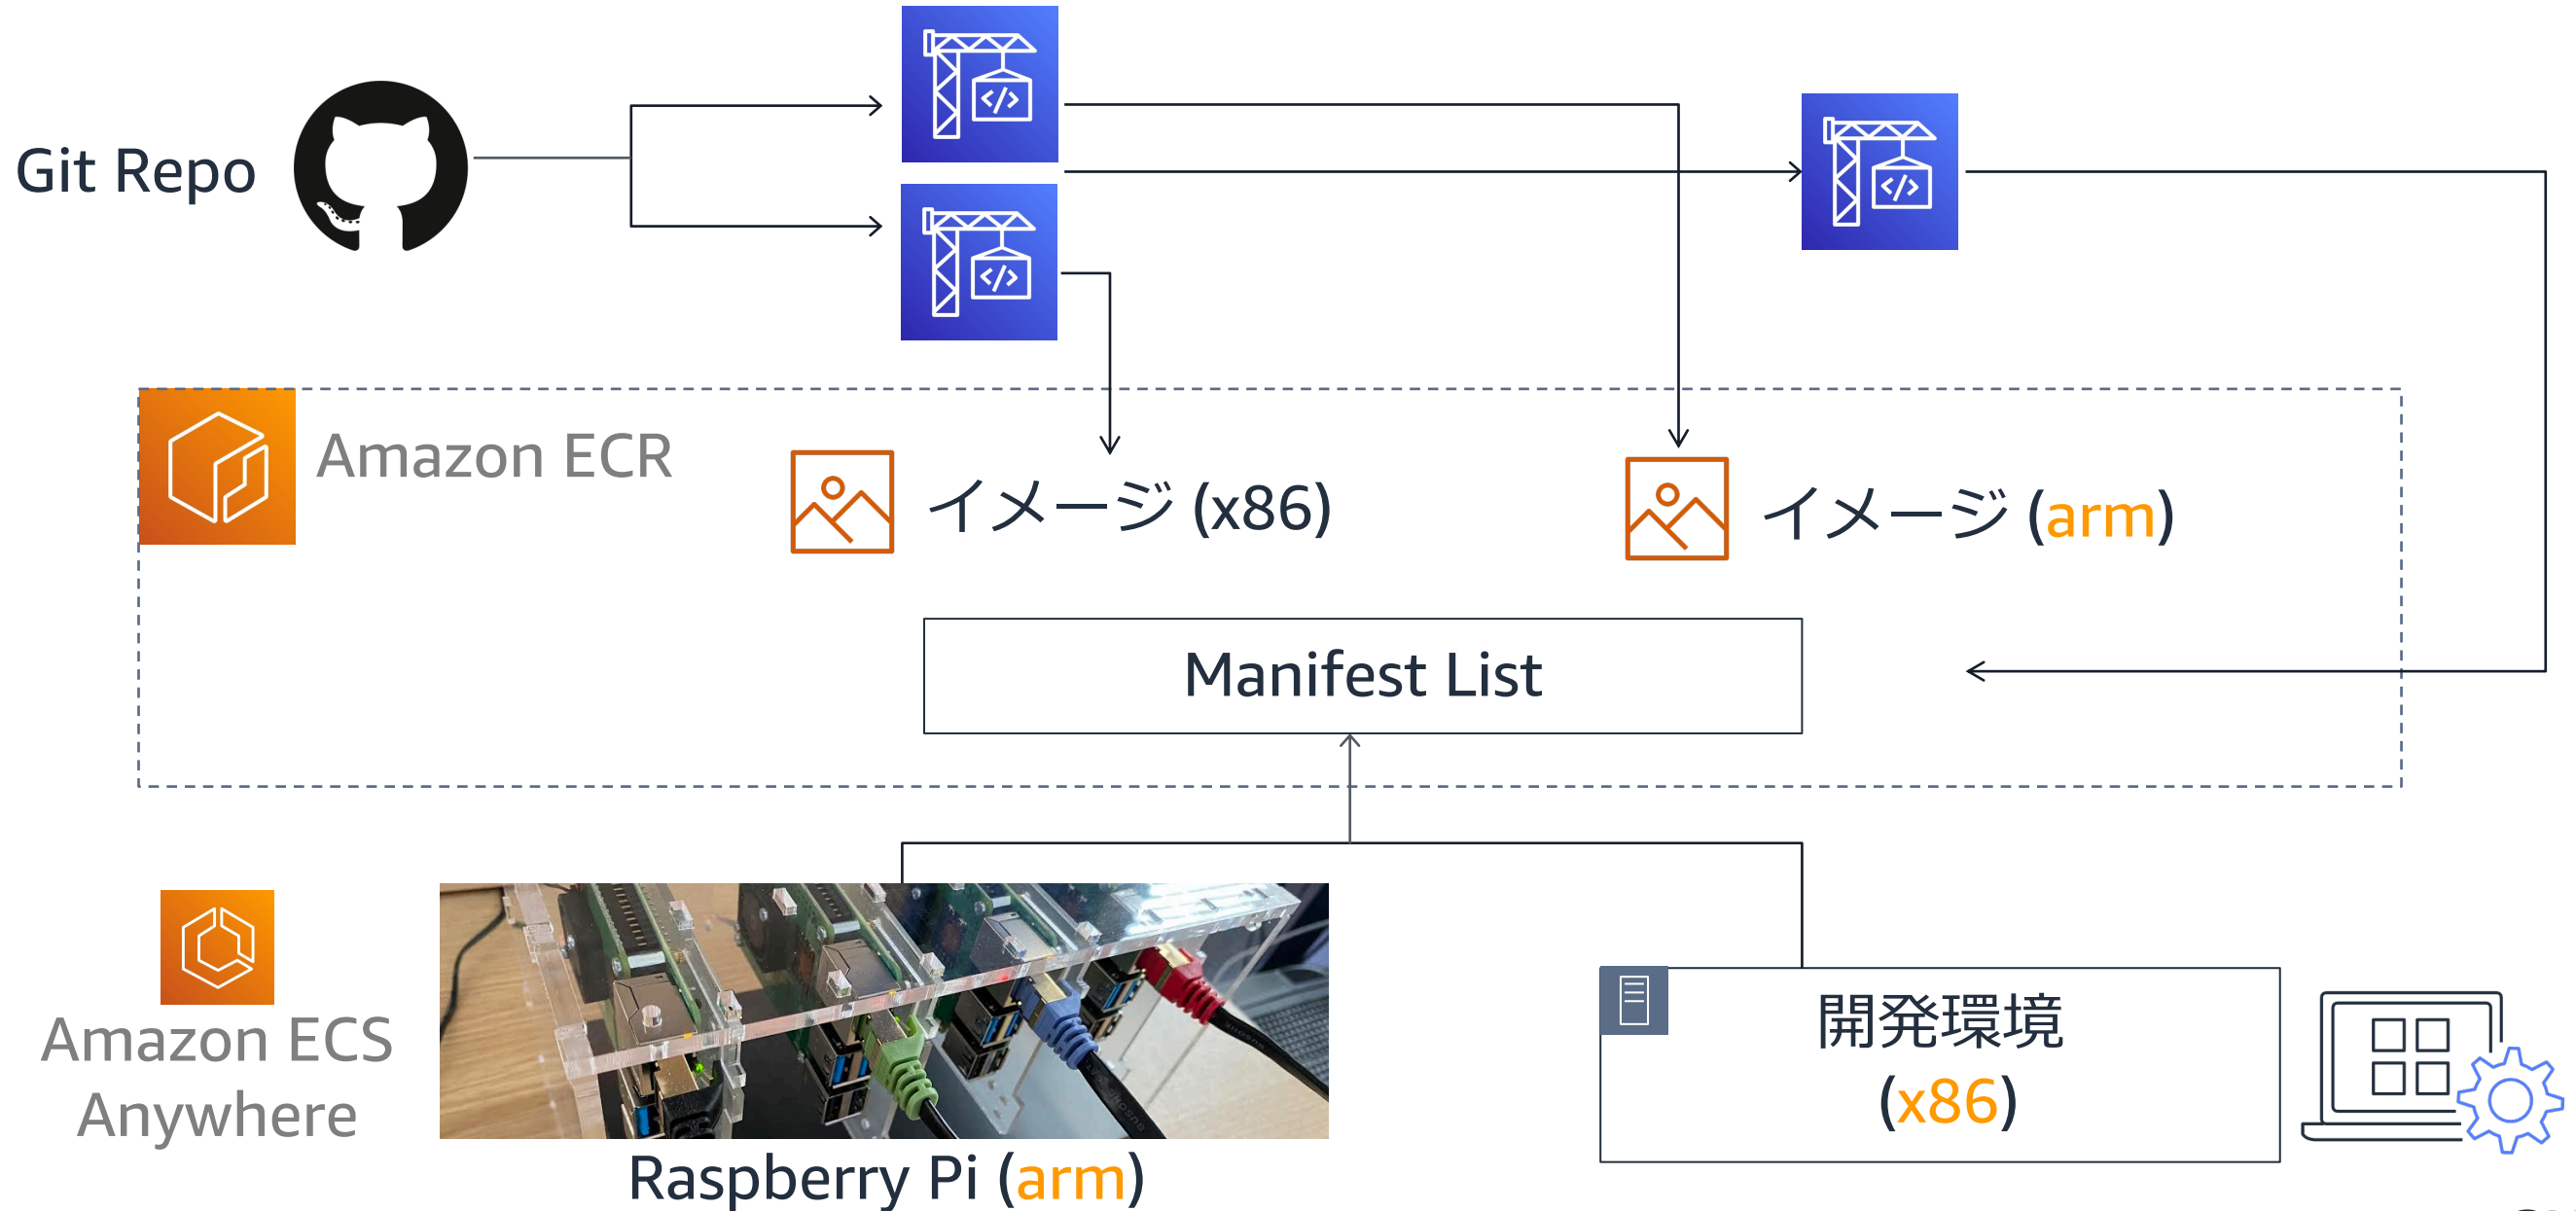 Git Repo
Amazon ECR
イメージ (x86)
イメージ (arm)
Manifest List
Amazon ECS
Anywhere
開発環境
(x86)
Raspberry Pi (arm)